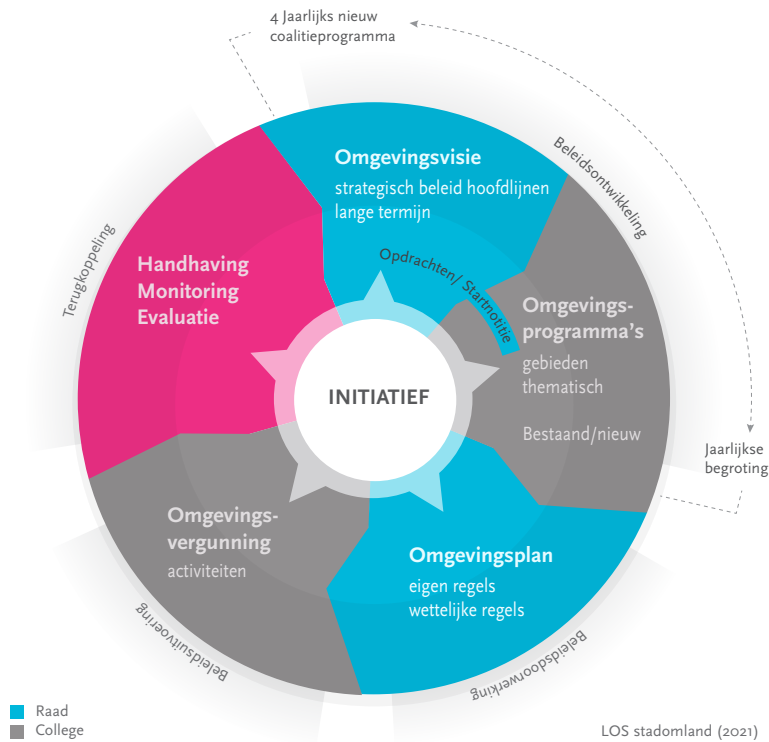 4 Jaarlijks nieuw
coalitieprogramma
Beleidsontwikkeling
Omgevingsvisie
strategisch beleid hoofdlijnen
lange termijn
Opdrachten/ Startnotitie
Terugkoppeling
Handhaving
Monitoring
Evaluatie
Omgevings-
programma's
gebieden
thematisch
Bestaand/nieuw
INITIATIEF
Jaarlijkse
begroting
Omgevings-
vergunning
activiteiten
Omgevingsplan
eigen regels
wettelijke regels
Beleidsuitvoering
Beleidsdoorwerking
Raad
College
LOS stadomland (2021)